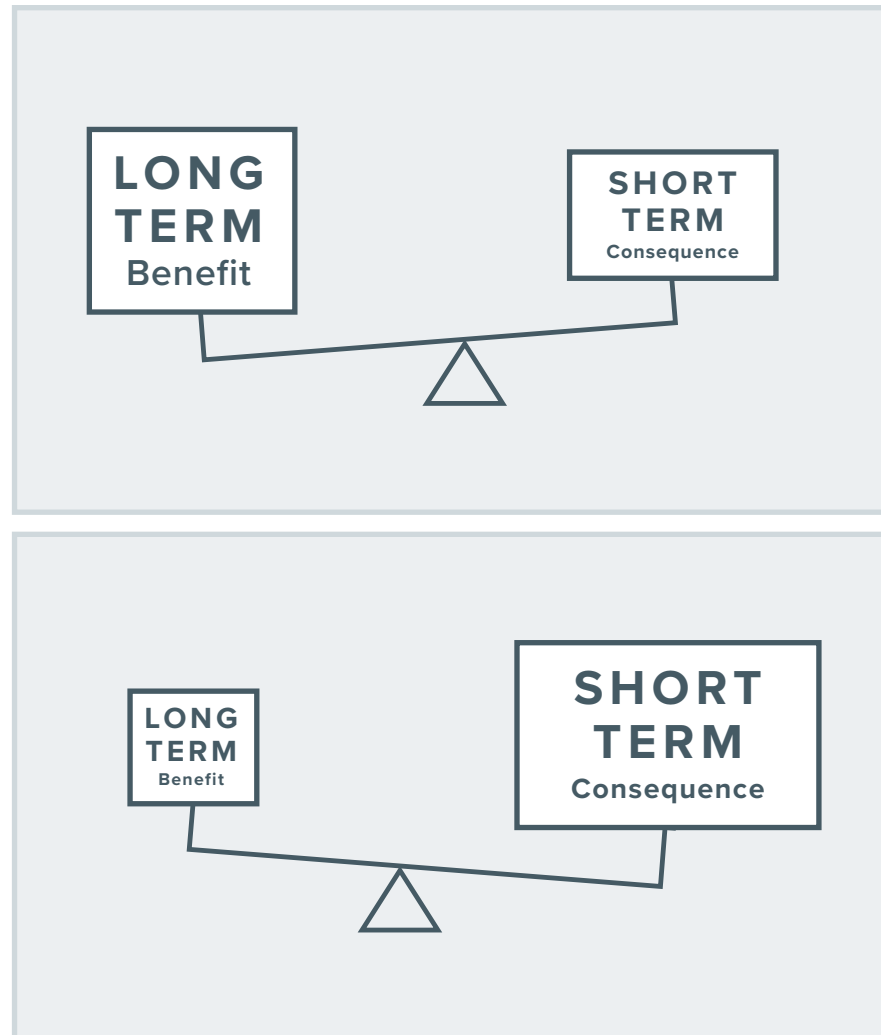 LONG
TERM
Benefit
SHORT
TERM
Consequence
LONG
TERM
Benefit
SHORT
TERM
Consequence